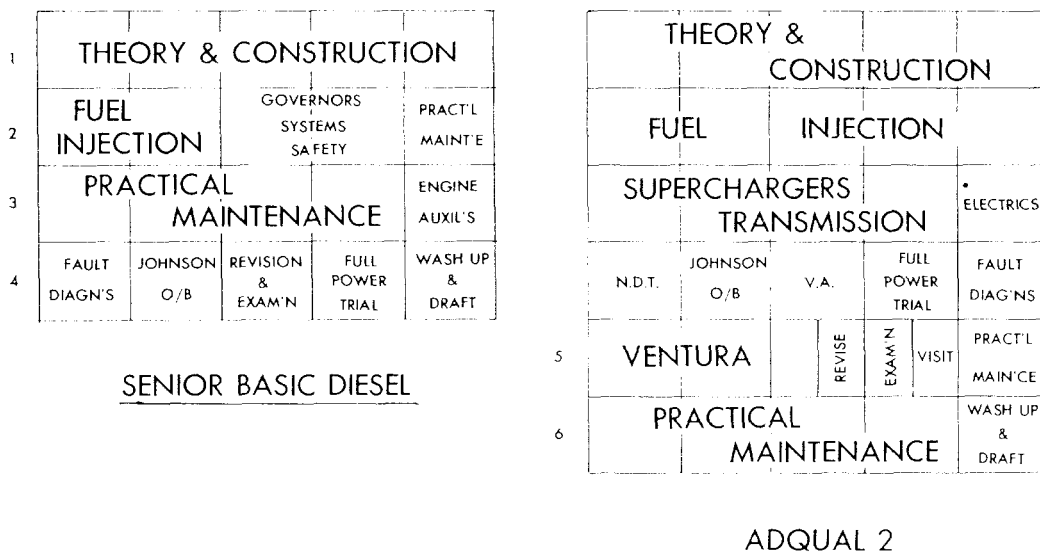 1
THEORY & CONSTRUCTION
2
FUEL
INJECTION
GOVERNORS
SYSTEMS
SAFETY
PRACT'L
MAINT'E
3
PRACTICAL
MAINTENANCE
ENGINE
AUXIL'S
4
FAULT
DIAGN'S
JOHNSON
O/B
REVISION
&
EXAM'N
FULL
POWER
TRIAL
WASH UP
&
DRAFT
SENIOR BASIC DIESEL
THEORY &
CONSTRUCTION
FUEL INJECTION
SUPERCHARGERS
TRANSMISSION
ELECTRICS
N.D.T.
JOHNSON
O/B
V.A.
FULL
POWER
TRIAL
FAULT
DIAG'NS
5
VENTURA
REVISE
EXAM'N
VISIT
PRACT'L
MAIN'CE
6
PRACTICAL
MAINTENANCE
WASH UP
&
DRAFT
ADQUAL 2